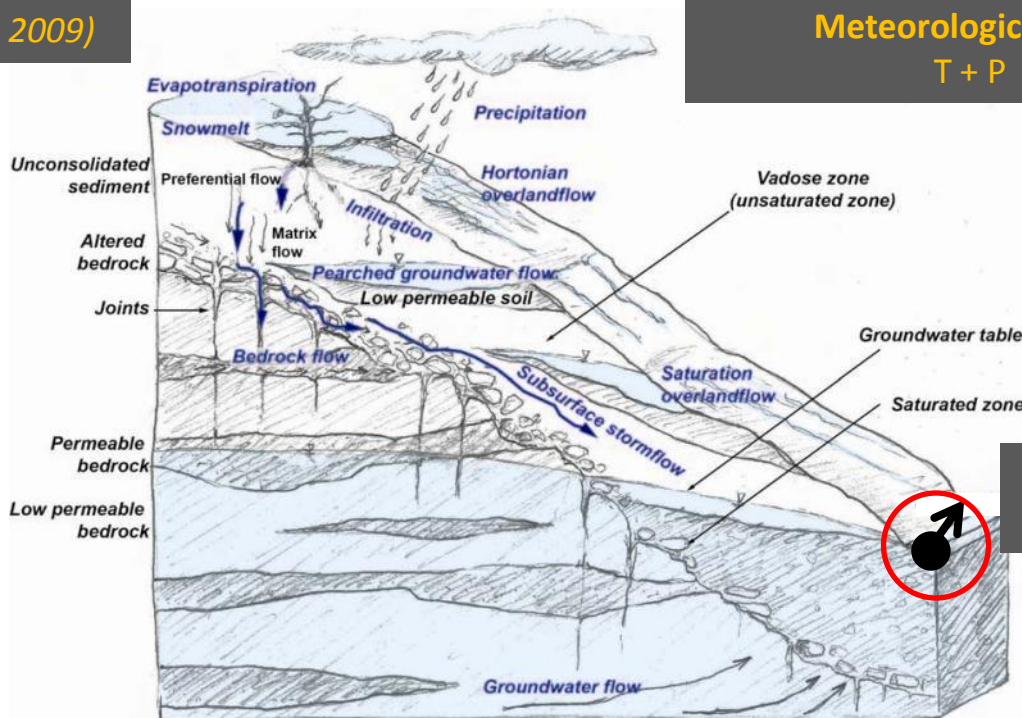 2009)
Meteorologic
T + P
Evapotranspiration
Snowmelt
Precipitation
Unconsolidated
sediment
Preferential flow
Hortonian
overlandflow
Vadose zone
(unsaturated zone)
Infiltration
Matrix
flow
Altered
bedrock
Pearched groundwater flow
Low permeable soil
Joints
Groundwater table
Bedrock flow
Subsurface stormflow
Saturation
overlandflow
Saturated zone
Permeable
bedrock
Low permeable
bedrock
Groundwater flow